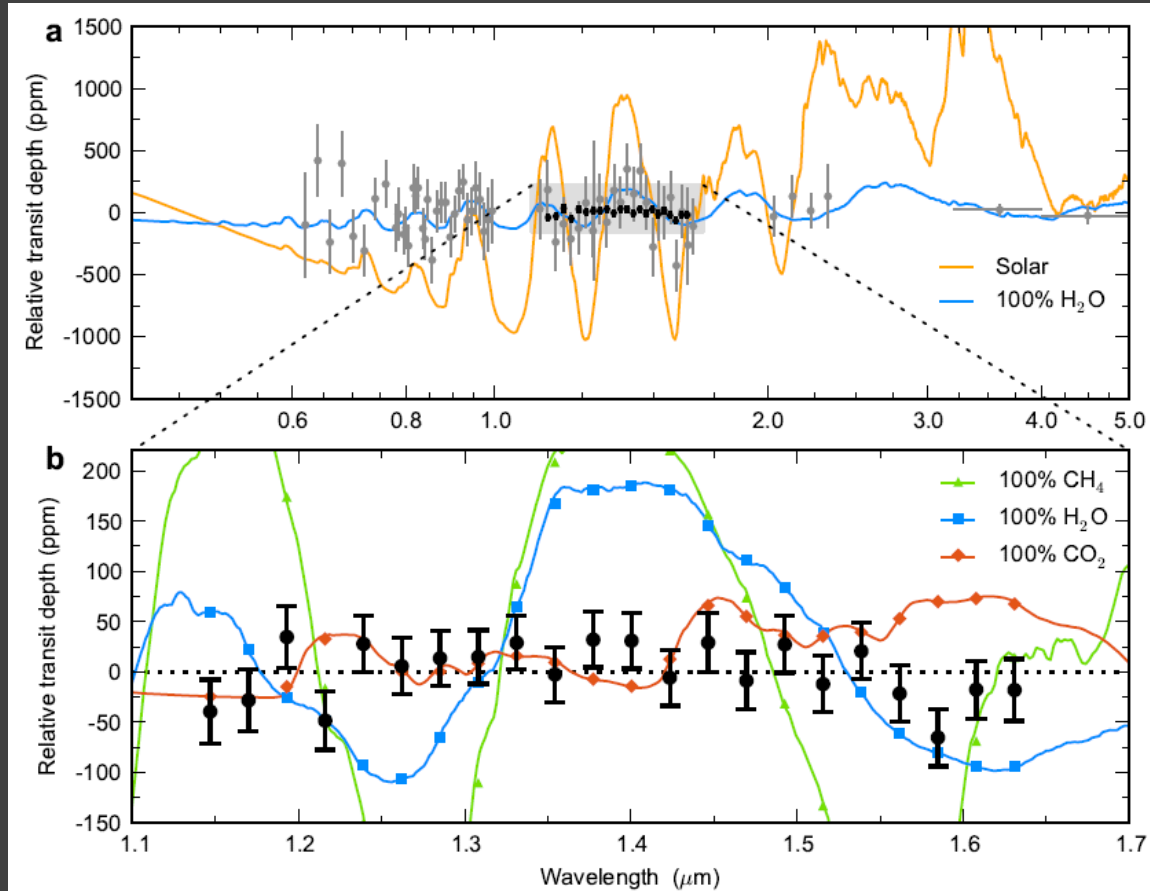 a
1500
1000
500
0
-500
-1000
-1500
Relative transit depth (ppm)
Solar
100% H₂O
0.6 0.8 1.0 2.0 3.0 4.0 5.0
b
200
150
100
50
0
-50
-100
-150
Relative transit depth (ppm)
100% CH₄
100% H₂O
100% CO₂
1.1 1.2 1.3 1.4 1.5 1.6 1.7
Wavelength (μm)